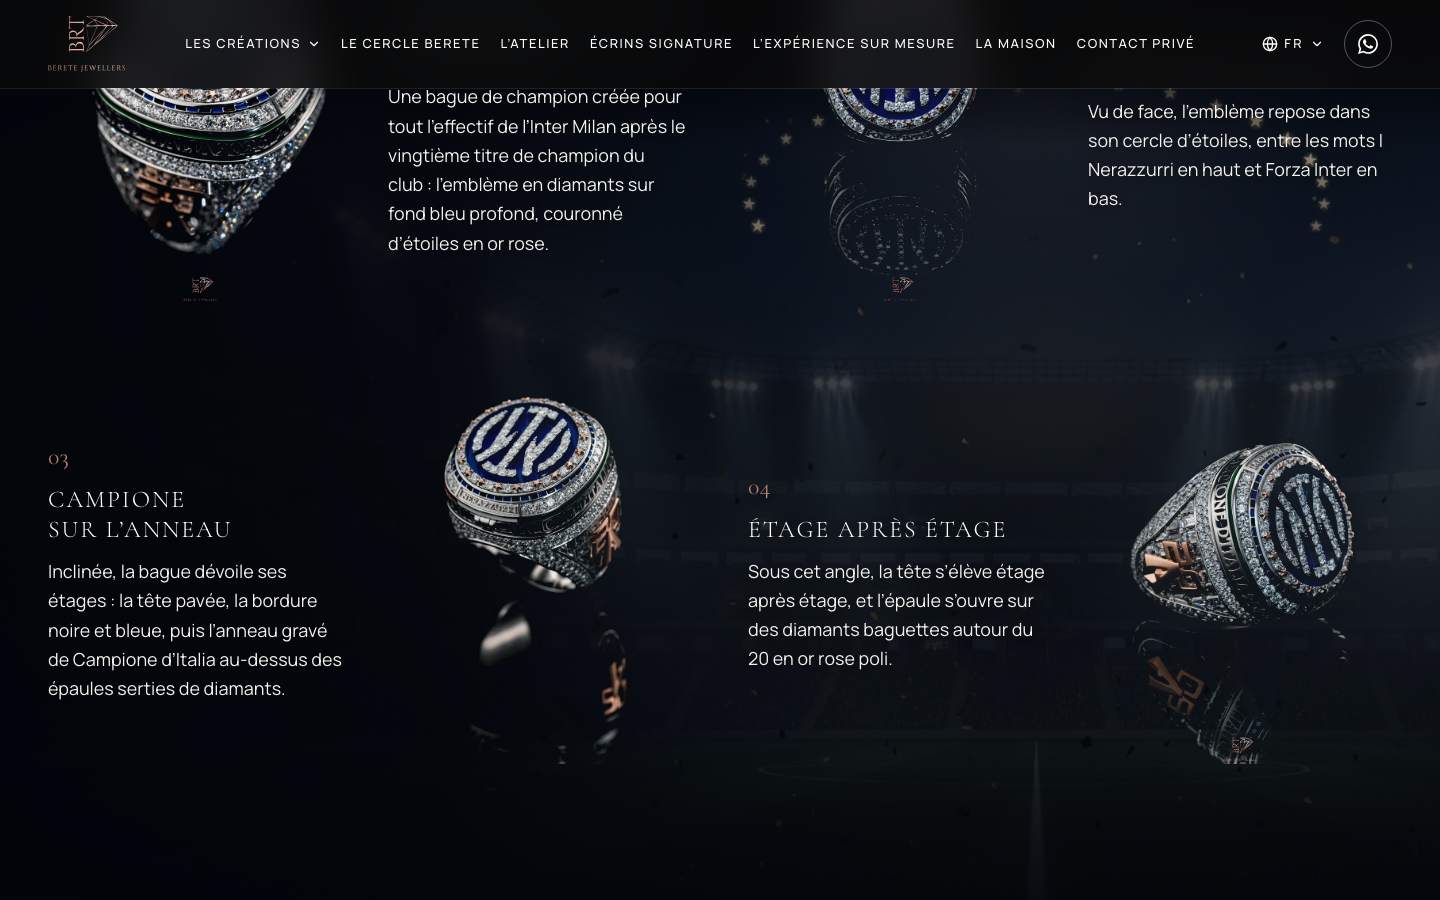 BRT
BERETE JEWELLERS
LES CRÉATIONS
LE CERCLE BERETE
L'ATELIER
ÉCRINS SIGNATURE
L'EXPÉRIENCE SUR MESURE
LA MAISON
CONTACT PRIVÉ
FR
Une bague de champion créée pour
tout l'effectif de l'Inter Milan après le
vingtième titre de champion du
club : l'emblème en diamants sur
fond bleu profond, couronné
d'étoiles en or rose.
Vu de face, l'emblème repose dans
son cercle d'étoiles, entre les mots I
Nerazzurri en haut et Forza Inter en
bas.
03
CAMPIONE
SUR L'ANNEAU
Inclinée, la bague dévoile ses
étages : la tête pavée, la bordure
noire et bleue, puis l'anneau gravé
de Campione d'Italia au-dessus des
épaules serties de diamants.
04
ÉTAGE APRÈS ÉTAGE
Sous cet angle, la tête s'élève étage
après étage, et l'épaule s'ouvre sur
des diamants baguettes autour du
20 en or rose poli.